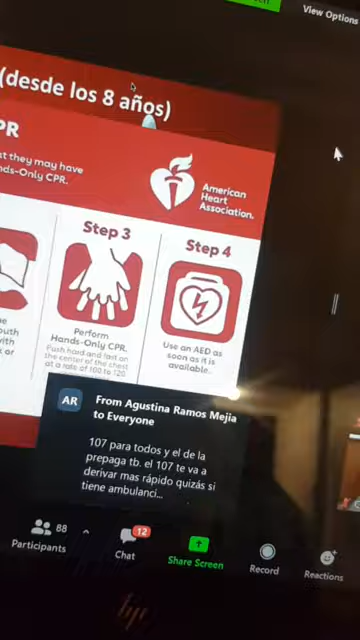 View Options
(desde los 8 años)
PR
t they may have
nds-Only CPR.
American
Heart
Association.
Step 3
Perform
Hands-Only CPR.
Push hard and fast on
the center of the chest
at a rate of 100 to 120
Step 4
Use an AED as
soon as it is
available.
outh
with
or
AR
From Agustina Ramos Mejia
to Everyone
107 para todos y el de la
prepaga tb. el 107 te va a
derivar mas rápido quizás si
tiene ambulanci...
88
Participants
12
Chat
Share Screen
Record
Reactions
hp